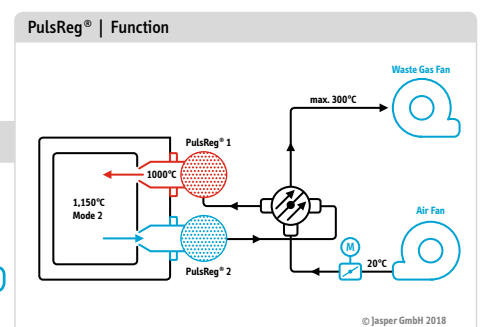 PulsReg® | Function
Waste Gas Fan
max. 300°C
PulsReg® 1
1000°C
1,150°C
Mode 2
Air Fan
M
20°C
PulsReg® 2
© Jasper GmbH 2018